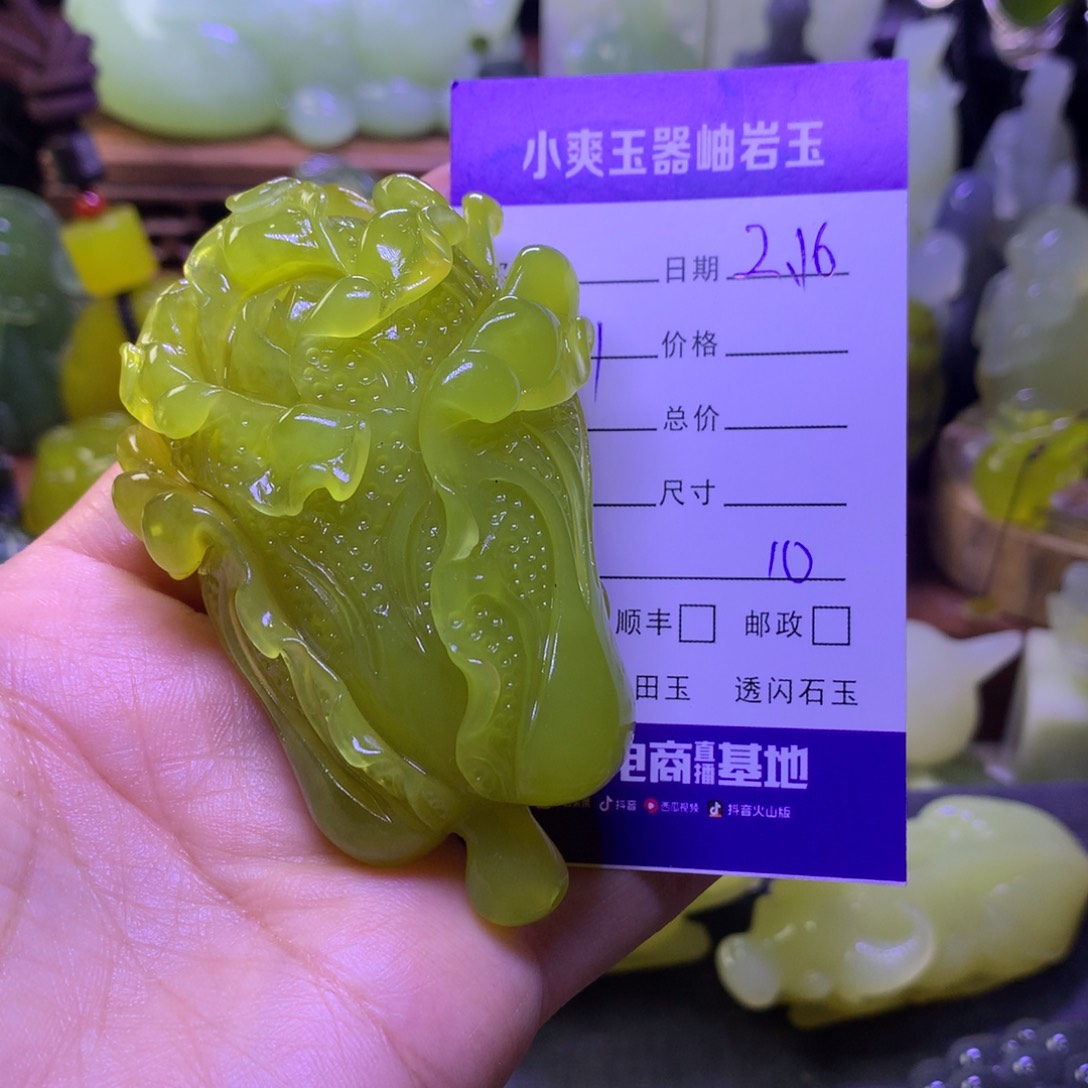 小爽玉器岫岩玉
日期 2.16
价格
总价
尺寸
10
顺丰 邮政
田玉 透闪石玉
电商直播基地
抖音 西瓜视频 抖音火山版